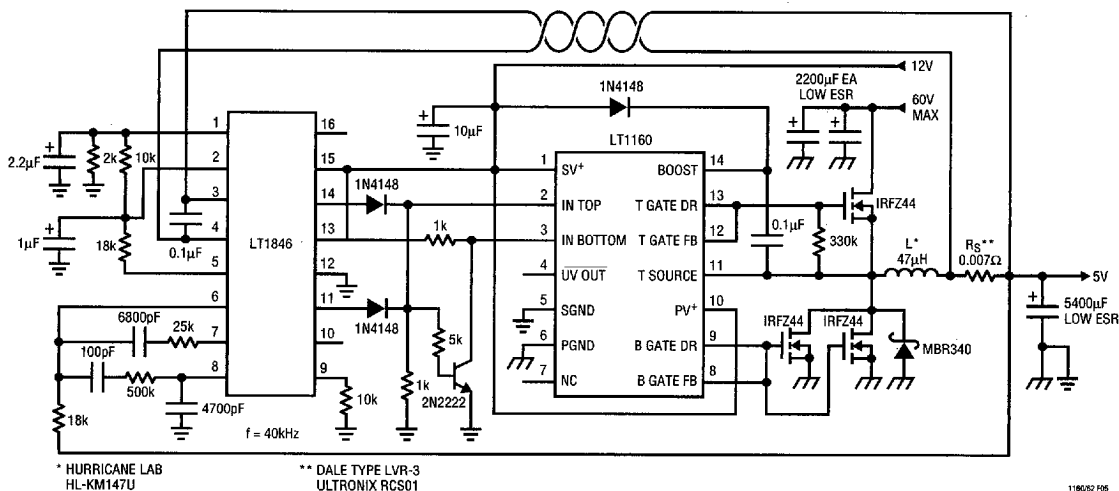 12V
60V
MAX
2200µF EA
LOW ESR
1N4148
+
10µF
LT1160
1
SV+
BOOST
14
2
IN TOP
T GATE DR
13
3
IN BOTTOM
T GATE FB
12
4
UV OUT
T SOURCE
11
5
SGND
PV+
10
6
PGND
B GATE DR
9
7
NC
B GATE FB
8
+
+
IRFZ44
0.1µF
330k
L*
47µH
RS**
0.007Ω
5V
+
5400µF
LOW ESR
IRFZ44
IRFZ44
MBR340
LT1846
1
16
2
15
3
14
4
13
5
12
6
11
7
10
8
9
+
2.2µF
2k
10k
+
1µF
18k
0.1µF
1N4148
1k
1N4148
5k
1k
2N2222
10k
6800pF
25k
100pF
500k
4700pF
18k
f = 40kHz
* HURRICANE LAB
HL-KM147U
** DALE TYPE LVR-3
ULTRONIX RCS01
1160/62 F05